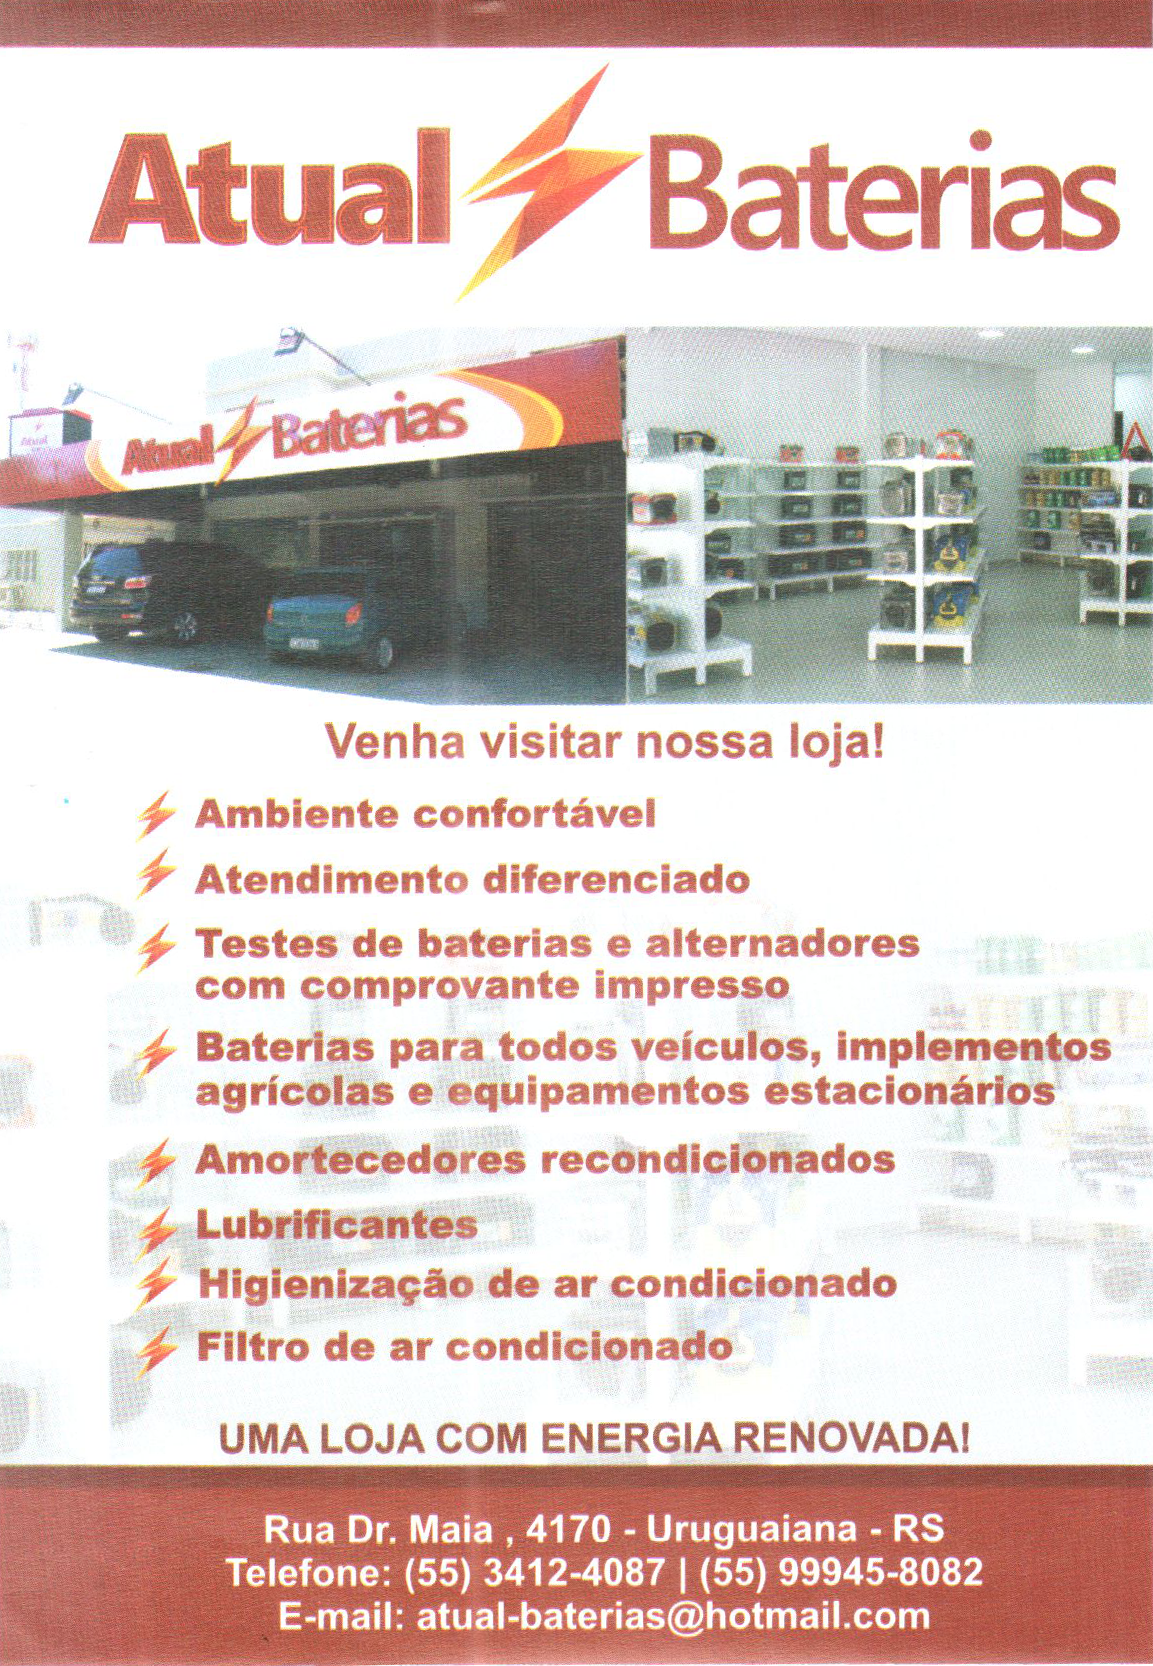 Atual Baterias
Atual Baterias
Atual
Venha visitar nossa loja!
Ambiente confortável
Atendimento diferenciado
Testes de baterias e alternadores
com comprovante impresso
Baterias para todos veículos, implementos
agrícolas e equipamentos estacionários
Amortecedores recondicionados
Lubrificantes
Higienização de ar condicionado
Filtro de ar condicionado
UMA LOJA COM ENERGIA RENOVADA!
Rua Dr. Maia , 4170 - Uruguaiana - RS
Telefone: (55) 3412-4087 | (55) 99945-8082
E-mail: atual-baterias@hotmail.com